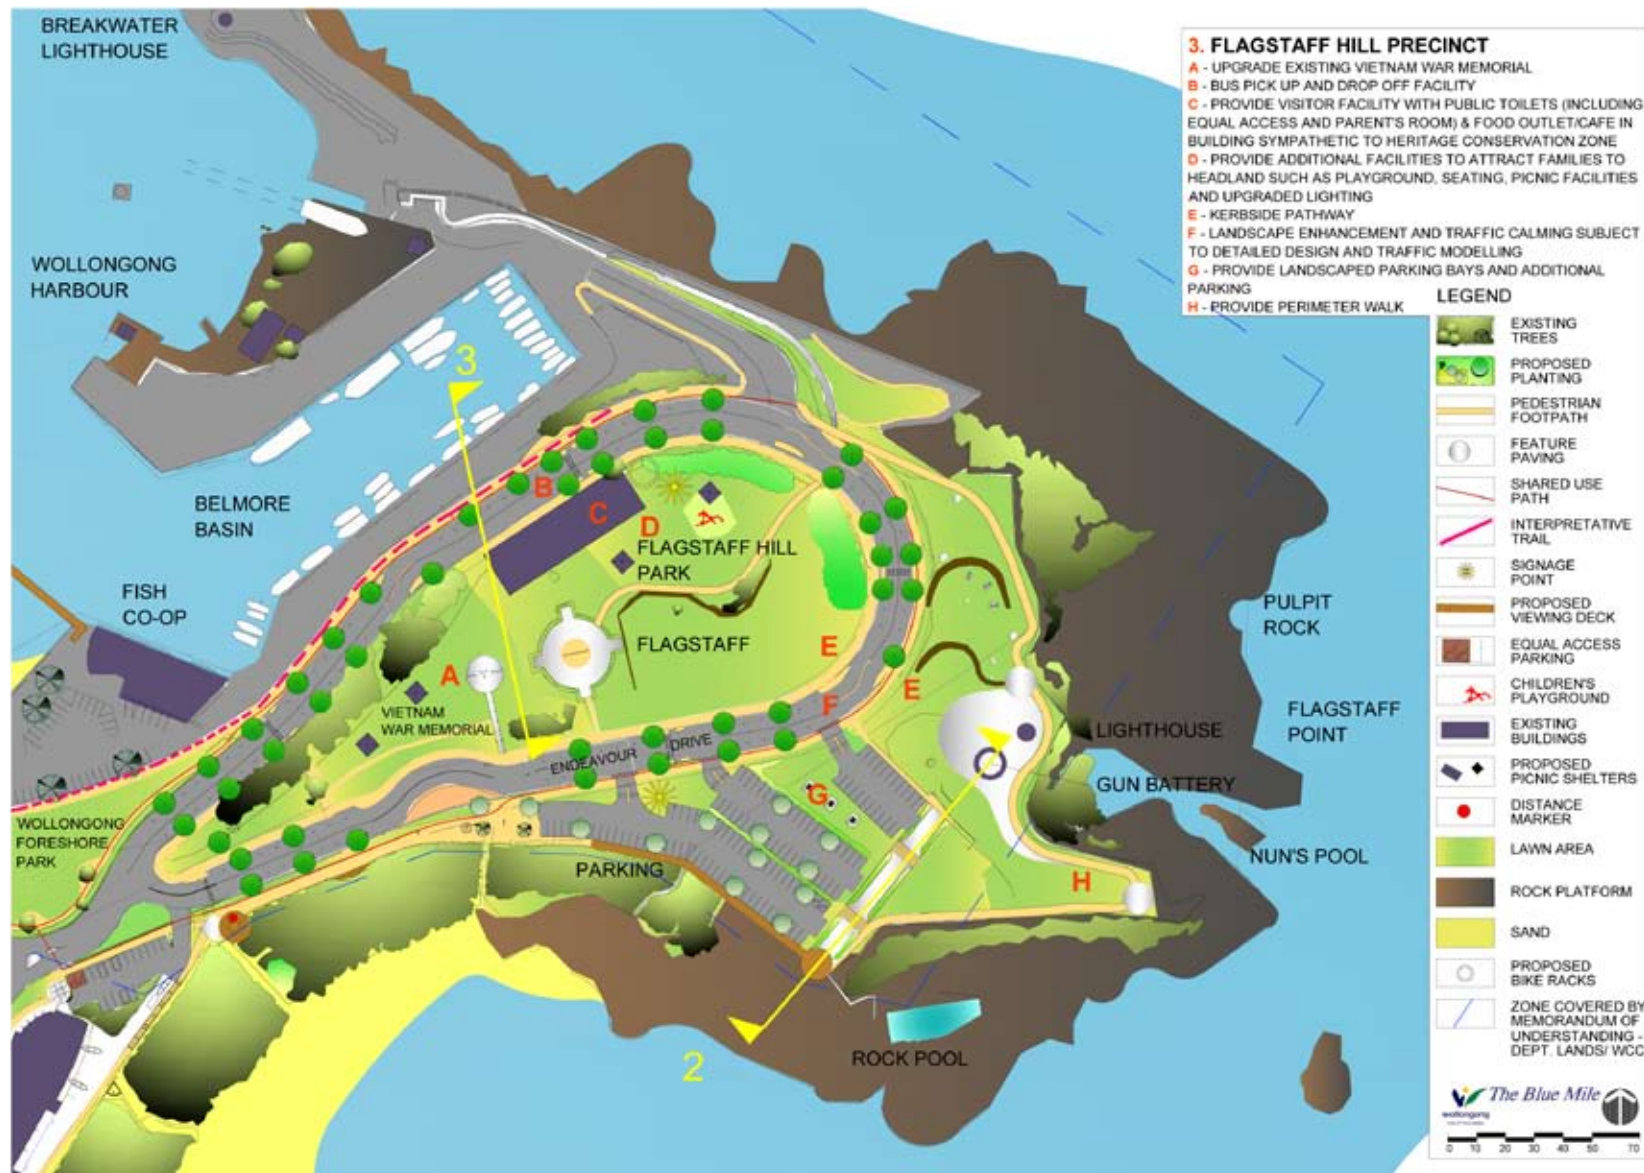 BREAKWATER
LIGHTHOUSE
3. FLAGSTAFF HILL PRECINCT
A - UPGRADE EXISTING VIETNAM WAR MEMORIAL
B - BUS PICK UP AND DROP OFF FACILITY
C - PROVIDE VISITOR FACILITY WITH PUBLIC TOILETS (INCLUDING
EQUAL ACCESS AND PARENT'S ROOM) & FOOD OUTLET/CAFE IN
BUILDING SYMPATHETIC TO HERITAGE CONSERVATION ZONE
D - PROVIDE ADDITIONAL FACILITIES TO ATTRACT FAMILIES TO
HEADLAND SUCH AS PLAYGROUND, SEATING, PICNIC FACILITIES
AND UPGRADED LIGHTING
E - KERBSIDE PATHWAY
F - LANDSCAPE ENHANCEMENT AND TRAFFIC CALMING SUBJECT
TO DETAILED DESIGN AND TRAFFIC MODELLING
G - PROVIDE LANDSCAPED PARKING BAYS AND ADDITIONAL
PARKING
H - PROVIDE PERIMETER WALK
WOLLONGONG
HARBOUR
3
BELMORE
BASIN
B
C
D
FLAGSTAFF HILL
PARK
FISH
CO-OP
FLAGSTAFF
A
E
E
F
VIETNAM
WAR MEMORIAL
PULPIT
ROCK
FLAGSTAFF
POINT
LIGHTHOUSE
ENDEAVOUR DRIVE
GUN BATTERY
G
WOLLONGONG
FORESHORE
PARK
PARKING
NUN'S POOL
H
ROCK POOL
2
LEGEND
EXISTING
TREES
PROPOSED
PLANTING
PEDESTRIAN
FOOTPATH
FEATURE
PAVING
SHARED USE
PATH
INTERPRETATIVE
TRAIL
SIGNAGE
POINT
PROPOSED
VIEWING DECK
EQUAL ACCESS
PARKING
CHILDREN'S
PLAYGROUND
EXISTING
BUILDINGS
PROPOSED
PICNIC SHELTERS
DISTANCE
MARKER
LAWN AREA
ROCK PLATFORM
SAND
PROPOSED
BIKE RACKS
ZONE COVERED BY
MEMORANDUM OF
UNDERSTANDING -
DEPT. LANDS/ WCC
The Blue Mile
wollongong
0 10 20 30 40 50 70